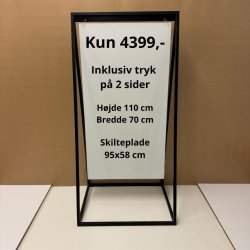 Kun 4399,-
Inklusiv tryk
på 2 sider
Højde 110 cm
Bredde 70 cm
Skilteplade
95x58 cm